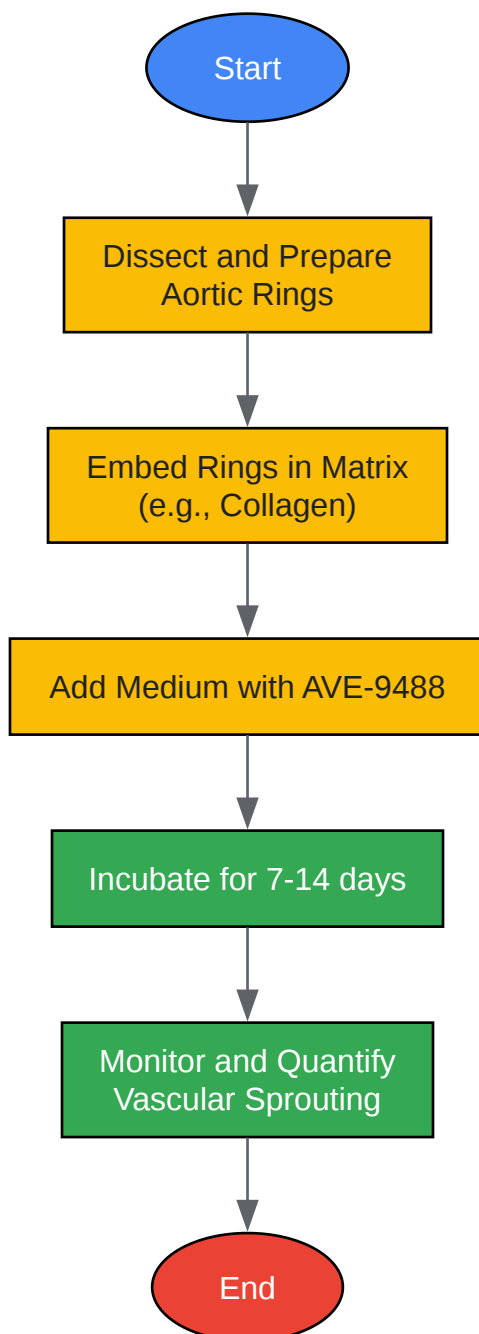 Start
Dissect and Prepare
Aortic Rings
Embed Rings in Matrix
(e.g., Collagen)
Add Medium with AVE-9488
Incubate for 7-14 days
Monitor and Quantify
Vascular Sprouting
End